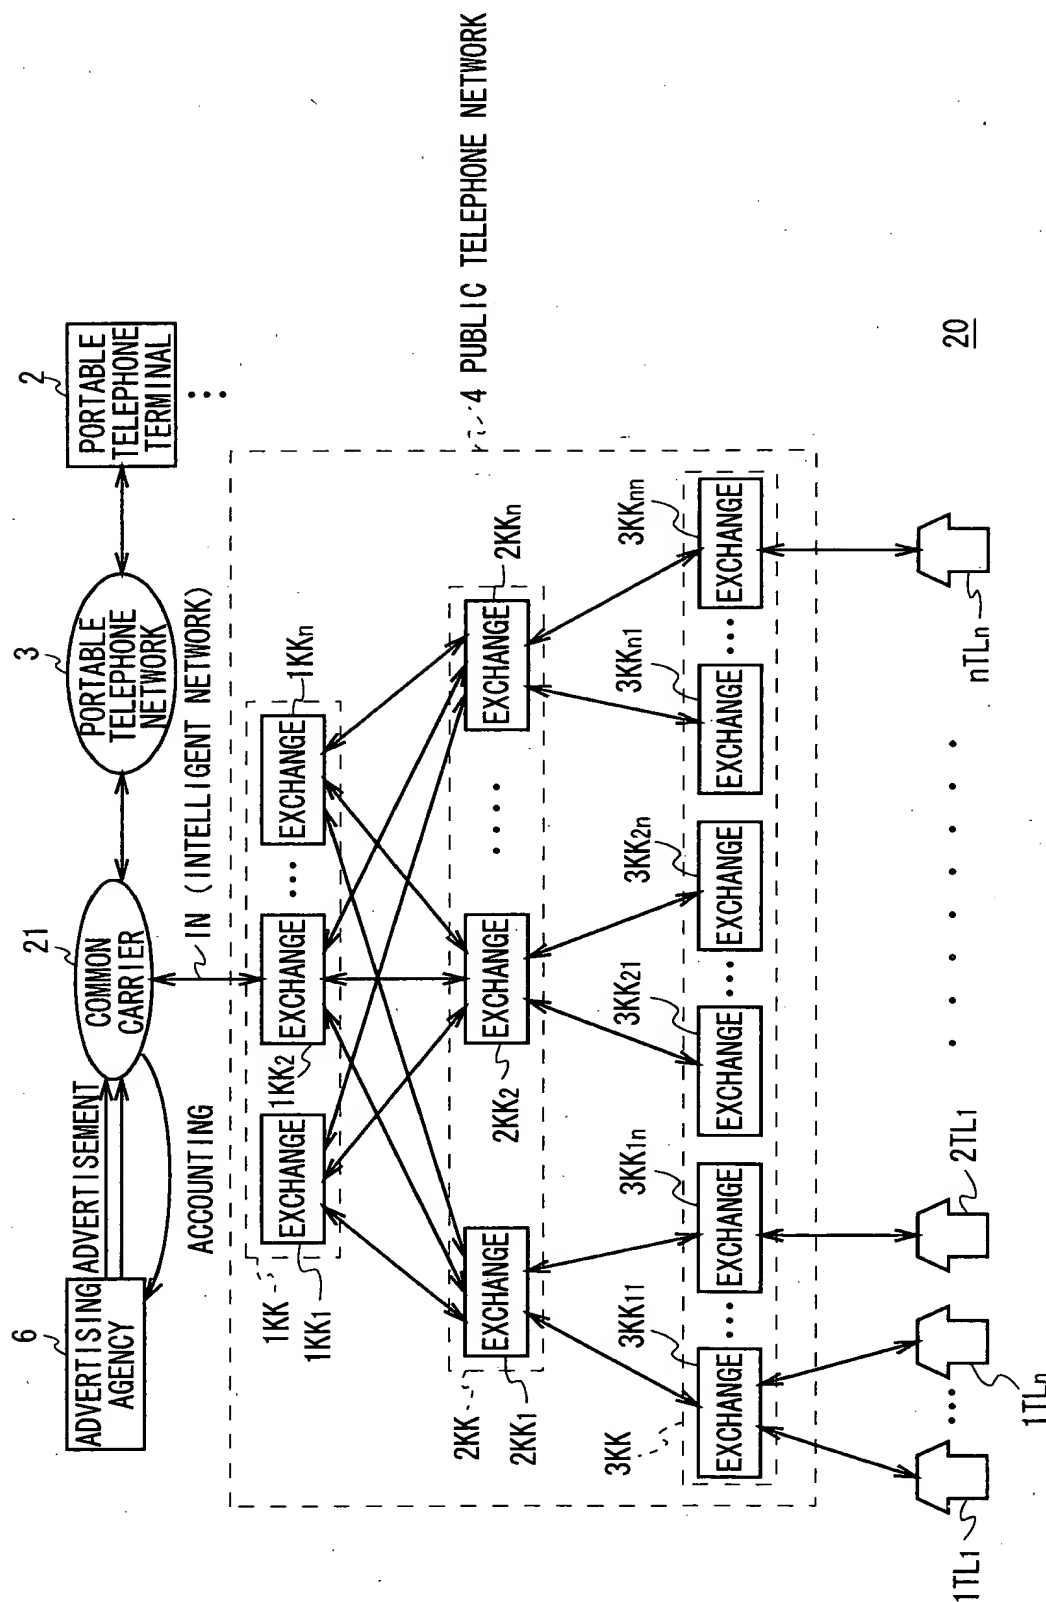 6
ADVERTISING
AGENCY
ADVERTISEMENT
ACCOUNTING
21
COMMON
CARRIER
IN (INTELLIGENT NETWORK)
3
PORTABLE
TELEPHONE
NETWORK
2
PORTABLE
TELEPHONE
TERMINAL
4 PUBLIC TELEPHONE NETWORK
1KK
1KK1
EXCHANGE
1KK2
EXCHANGE
1KKn
EXCHANGE
2KK
2KK1
EXCHANGE
2KK2
EXCHANGE
2KKn
EXCHANGE
3KK
3KK11
EXCHANGE
3KK1n
EXCHANGE
3KK21
EXCHANGE
3KK2n
EXCHANGE
3KKn1
EXCHANGE
3KKnn
EXCHANGE
1TL1
1TLn
2TL1
nTLn
20